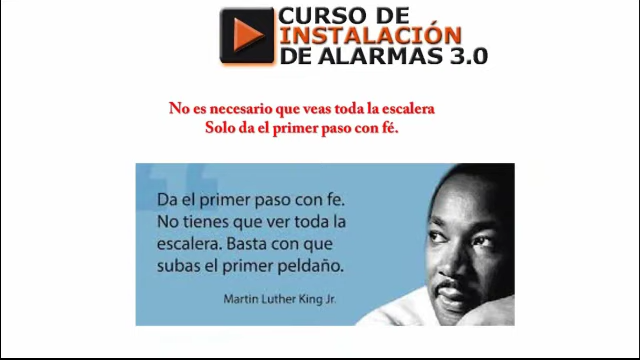 CURSO DE
INSTALACIÓN
DE ALARMAS 3.0
No es necesario que veas toda la escalera
Solo da el primer paso con fé.
Da el primer paso con fe.
No tienes que ver toda la
escalera. Basta con que
subas el primer peldaño.
Martin Luther King Jr.